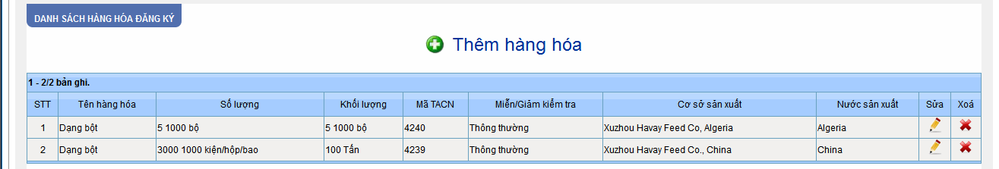 DANH SÁCH HÀNG HÓA ĐĂNG KÝ
Thêm hàng hóa
1 - 2/2 bản ghi.
STT Tên hàng hóa Số lượng Khối lượng Mã TACN Miễn/Giảm kiểm tra Cơ sở sản xuất Nước sản xuất Sửa Xoá
1 Dạng bột 5 1000 bộ 5 1000 bộ 4240 Thông thường Xuzhou Havay Feed Co, Algeria Algeria
2 Dạng bột 3000 1000 kiện/hộp/bao 100 Tấn 4239 Thông thường Xuzhou Havay Feed Co., China China